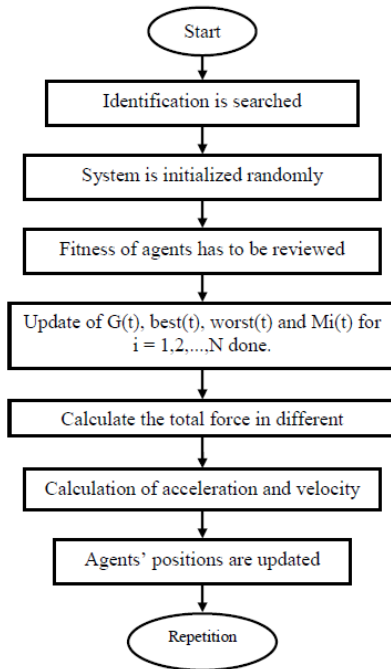 Start
Identification is searched
System is initialized randomly
Fitness of agents has to be reviewed
Update of G(t), best(t), worst(t) and Mi(t) for
i = 1,2,...,N done.
Calculate the total force in different
Calculation of acceleration and velocity
Agents’ positions are updated
Repetition